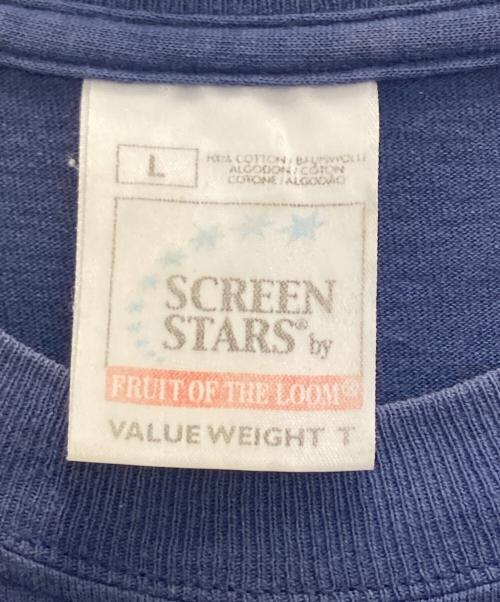 L
100% COTTON / BAUMWOLLE
ALGODON / COTON
COTONE / ALGODÃO
SCREEN
STARS® by
FRUIT OF THE LOOM®
VALUE WEIGHT T